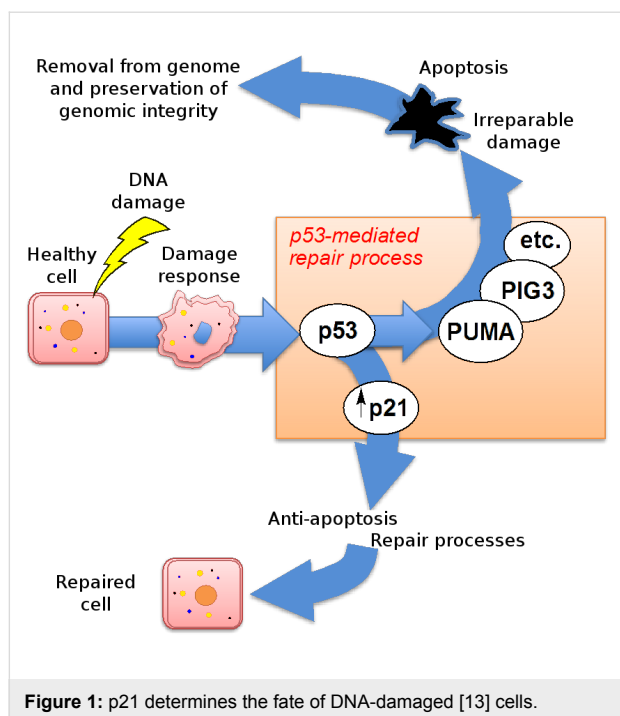 Removal from genome
and preservation of
genomic integrity
Apoptosis
Irreparable
damage
DNA
damage
Healthy
cell
Damage
response
p53-mediated
repair process
etc.
PIG3
PUMA
p53
↑p21
Anti-apoptosis
Repair processes
Repaired
cell
Figure 1: p21 determines the fate of DNA-damaged [13] cells.